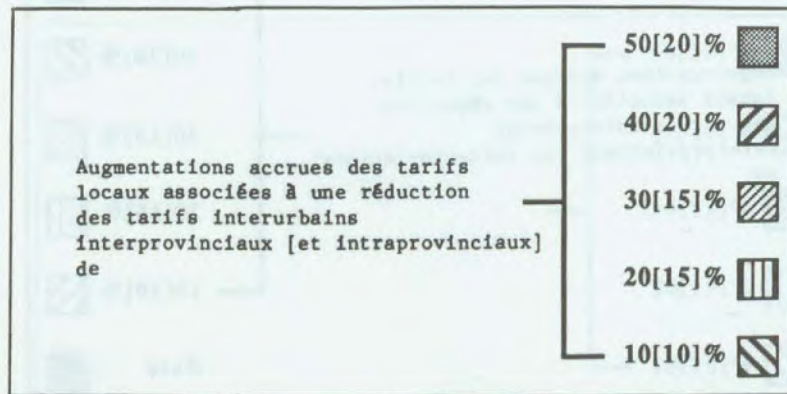 50[20]%
40[20]%
Augmentations accrues des tarifs
locaux associées à une réduction
des tarifs interurbains
interprovinciaux [et intraprovinciaux]
de
30[15]%
20[15]%
10[10]%